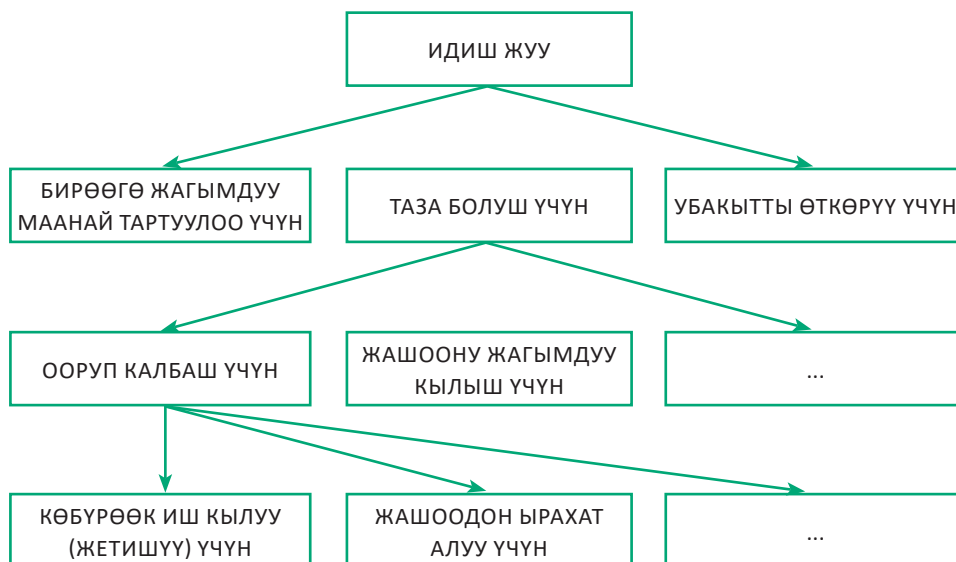 ИДИШ ЖУУ
БИРӨӨГӨ ЖАГЫМДУУ
МААНАЙ ТАРТУУЛОО ҮЧҮН
ТАЗА БОЛУШ ҮЧҮН
УБАКЫТТЫ ӨТКӨРҮҮ ҮЧҮН
ООРУП КАЛБАШ ҮЧҮН
ЖАШООНУ ЖАГЫМДУУ
КЫЛЫШ ҮЧҮН
...
КӨБҮРӨӨК ИШ КЫЛУУ
(ЖЕТИШҮҮ) ҮЧҮН
ЖАШООДОН ЫРАХАТ
АЛУУ ҮЧҮН
...